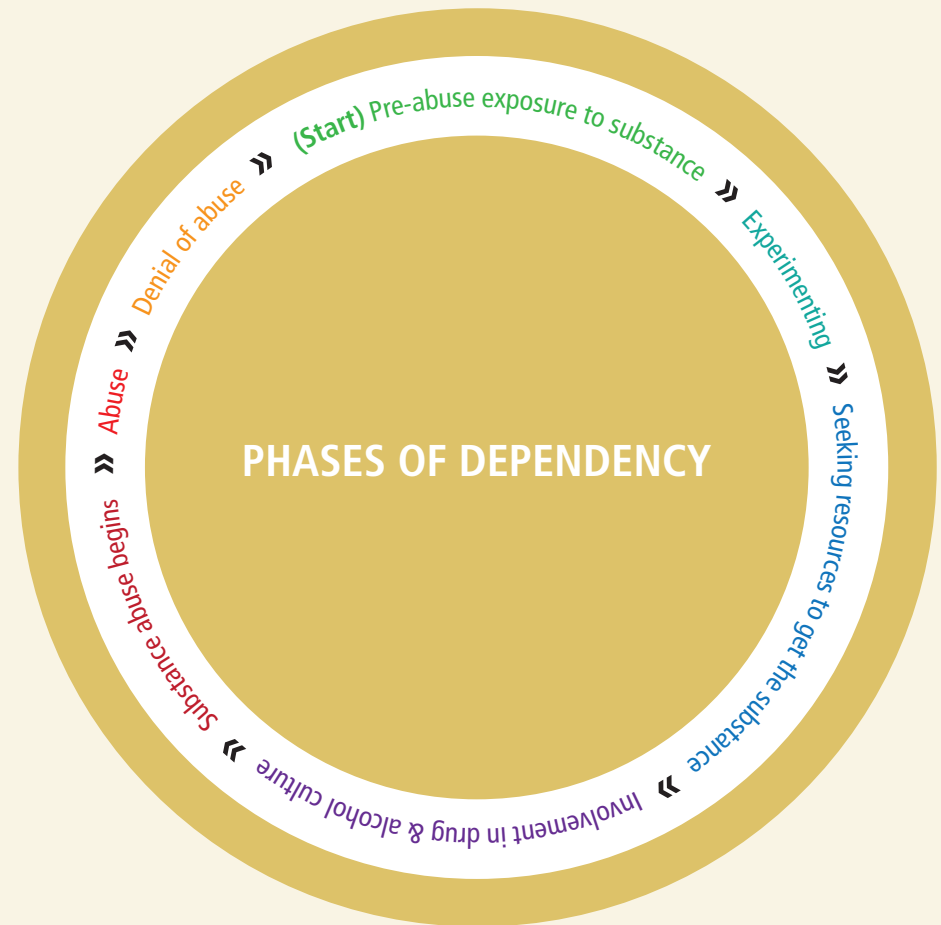 (Start) Pre-abuse exposure to substance »
Experimenting »
Seeking resources to get the substance »
Involvement in drug & alcohol culture »
Substance abuse begins »
Abuse »
Denial of abuse »
PHASES OF DEPENDENCY